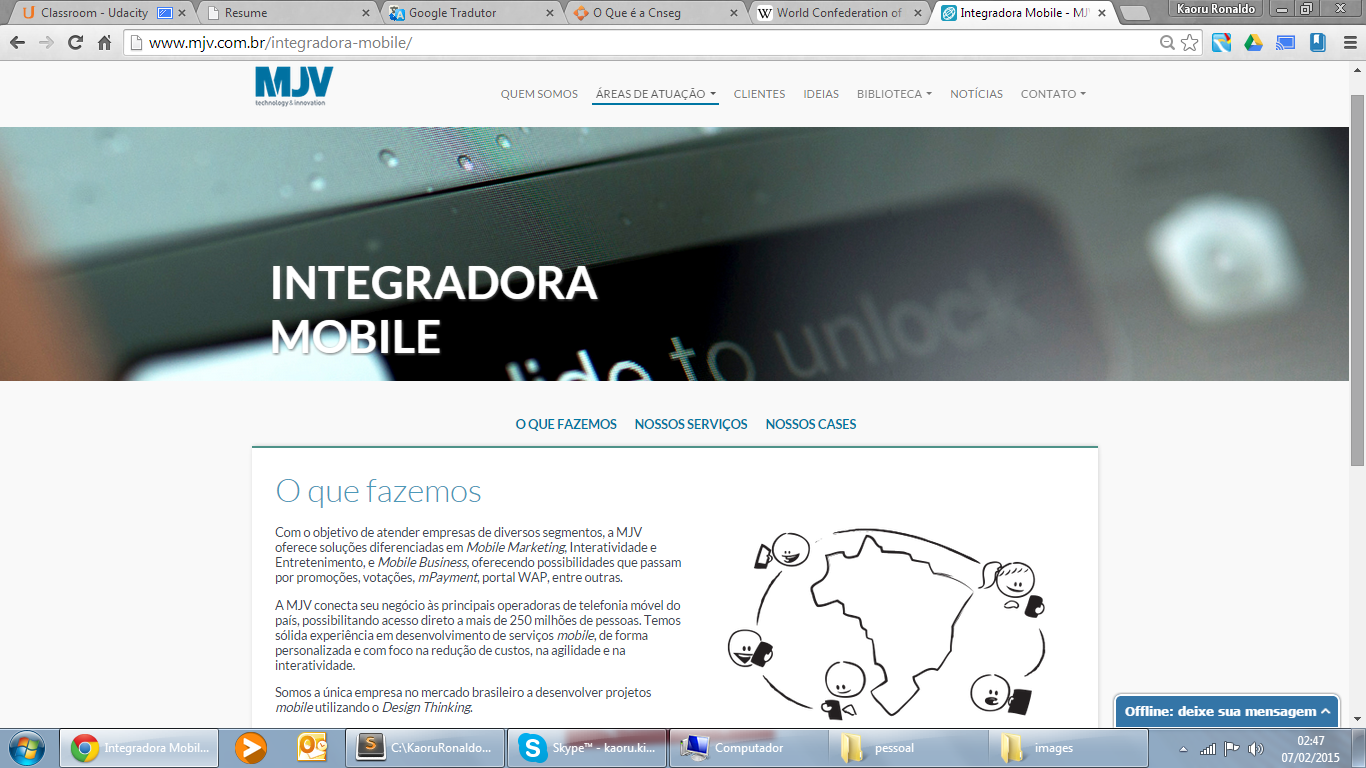 Classroom - Udacity
Resume
Google Tradutor
O Que é a Cnseg
World Confederation of
Integradora Mobile - MJV
Kaoru Ronaldo
www.mjv.com.br/integradora-mobile/
MJV
technology & innovation
QUEM SOMOS
ÁREAS DE ATUAÇÃO
CLIENTES
IDEIAS
BIBLIOTECA
NOTÍCIAS
CONTATO
INTEGRADORA
MOBILE
to unlock
O QUE FAZEMOS
NOSSOS SERVIÇOS
NOSSOS CASES
O que fazemos
Com o objetivo de atender empresas de diversos segmentos, a MJV
oferece soluções diferenciadas em Mobile Marketing, Interatividade e
Entretenimento, e Mobile Business, oferecendo possibilidades que passam
por promoções, votações, mPayment, portal WAP, entre outras.
A MJV conecta seu negócio às principais operadoras de telefonia móvel do
país, possibilitando acesso direto a mais de 250 milhões de pessoas. Temos
sólida experiência em desenvolvimento de serviços mobile, de forma
personalizada e com foco na redução de custos, na agilidade e na
interatividade.
Somos a única empresa no mercado brasileiro a desenvolver projetos
mobile utilizando o Design Thinking.
Offline: deixe sua mensagem
Integradora Mobil...
C:\KaoruRonaldo...
Skype™ - kaoru.ki...
Computador
pessoal
images
02:47
07/02/2015